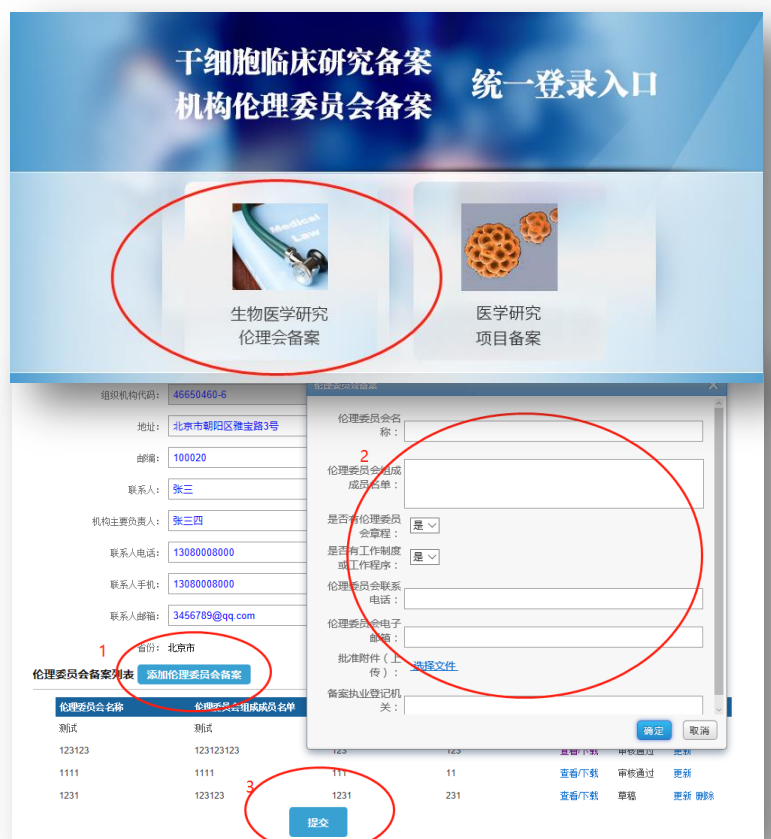 干细胞临床研究备案
机构伦理委员会备案
统一登录入口
Medical
Law
生物医学研究
伦理会备案
医学研究
项目备案
组织机构代码: 46650460-6
地址: 北京市朝阳区雅宝路3号
邮编: 100020
联系人: 张三
机构主要负责人: 张三四
联系人电话: 13080008000
联系人手机: 13080008000
联系人邮箱: 3456789@qq.com
1
省份: 北京市
伦理委员会备案列表 添加伦理委员会备案
伦理委员会备案
伦理委员会名
称：
2
伦理委员会组成
成员名单：
是否有伦理委员
会章程： 是
是否有工作制度
或工作程序： 是
伦理委员会联系
电话：
伦理委员会电子
邮箱：
批准附件（上
传）： 选择文件
备案执业登记机
关：
确定 取消
伦理委员会名称 伦理委员会组成成员名单
测试 测试
123123 123123123 123 123 查看/下载 审核通过 更新
1111 1111 111 11 查看/下载 审核通过 更新
1231 123123 1231 231 查看/下载 草稿 更新 删除
3
提交